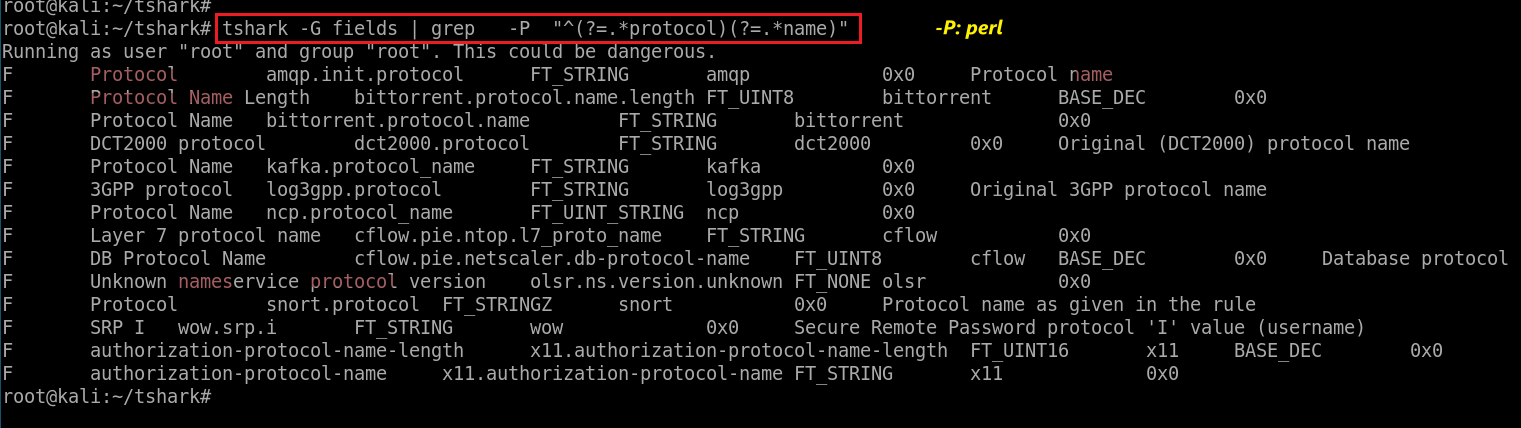 root@kali:~/tshark#
root@kali:~/tshark# tshark -G fields | grep   -P  "^(?=.*protocol)(?=.*name)" -P: perl
Running as user "root" and group "root". This could be dangerous.
F       Protocol        amqp.init.protocol      FT_STRING       amqp            0x0     Protocol name
F       Protocol Name Length    bittorrent.protocol.name.length FT_UINT8        bittorrent      BASE_DEC        0x0
F       Protocol Name   bittorrent.protocol.name        FT_STRING       bittorrent              0x0
F       DCT2000 protocol        dct2000.protocol        FT_STRING       dct2000         0x0     Original (DCT2000) protocol name
F       Protocol Name   kafka.protocol_name     FT_STRING       kafka           0x0
F       3GPP protocol   log3gpp.protocol        FT_STRING       log3gpp         0x0     Original 3GPP protocol name
F       Protocol Name   ncp.protocol_name       FT_UINT_STRING  ncp             0x0
F       Layer 7 protocol name   cflow.pie.ntop.l7_proto_name    FT_STRING       cflow           0x0
F       DB Protocol Name        cflow.pie.netscaler.db-protocol-name    FT_UINT8        cflow   BASE_DEC        0x0     Database protocol
F       Unknown nameservice protocol version    olsr.ns.version.unknown FT_NONE olsr            0x0
F       Protocol        snort.protocol  FT_STRINGZ      snort           0x0     Protocol name as given in the rule
F       SRP I   wow.srp.i       FT_STRING       wow             0x0     Secure Remote Password protocol 'I' value (username)
F       authorization-protocol-name-length      x11.authorization-protocol-name-length  FT_UINT16       x11     BASE_DEC        0x0
F       authorization-protocol-name     x11.authorization-protocol-name FT_STRING       x11             0x0
root@kali:~/tshark#